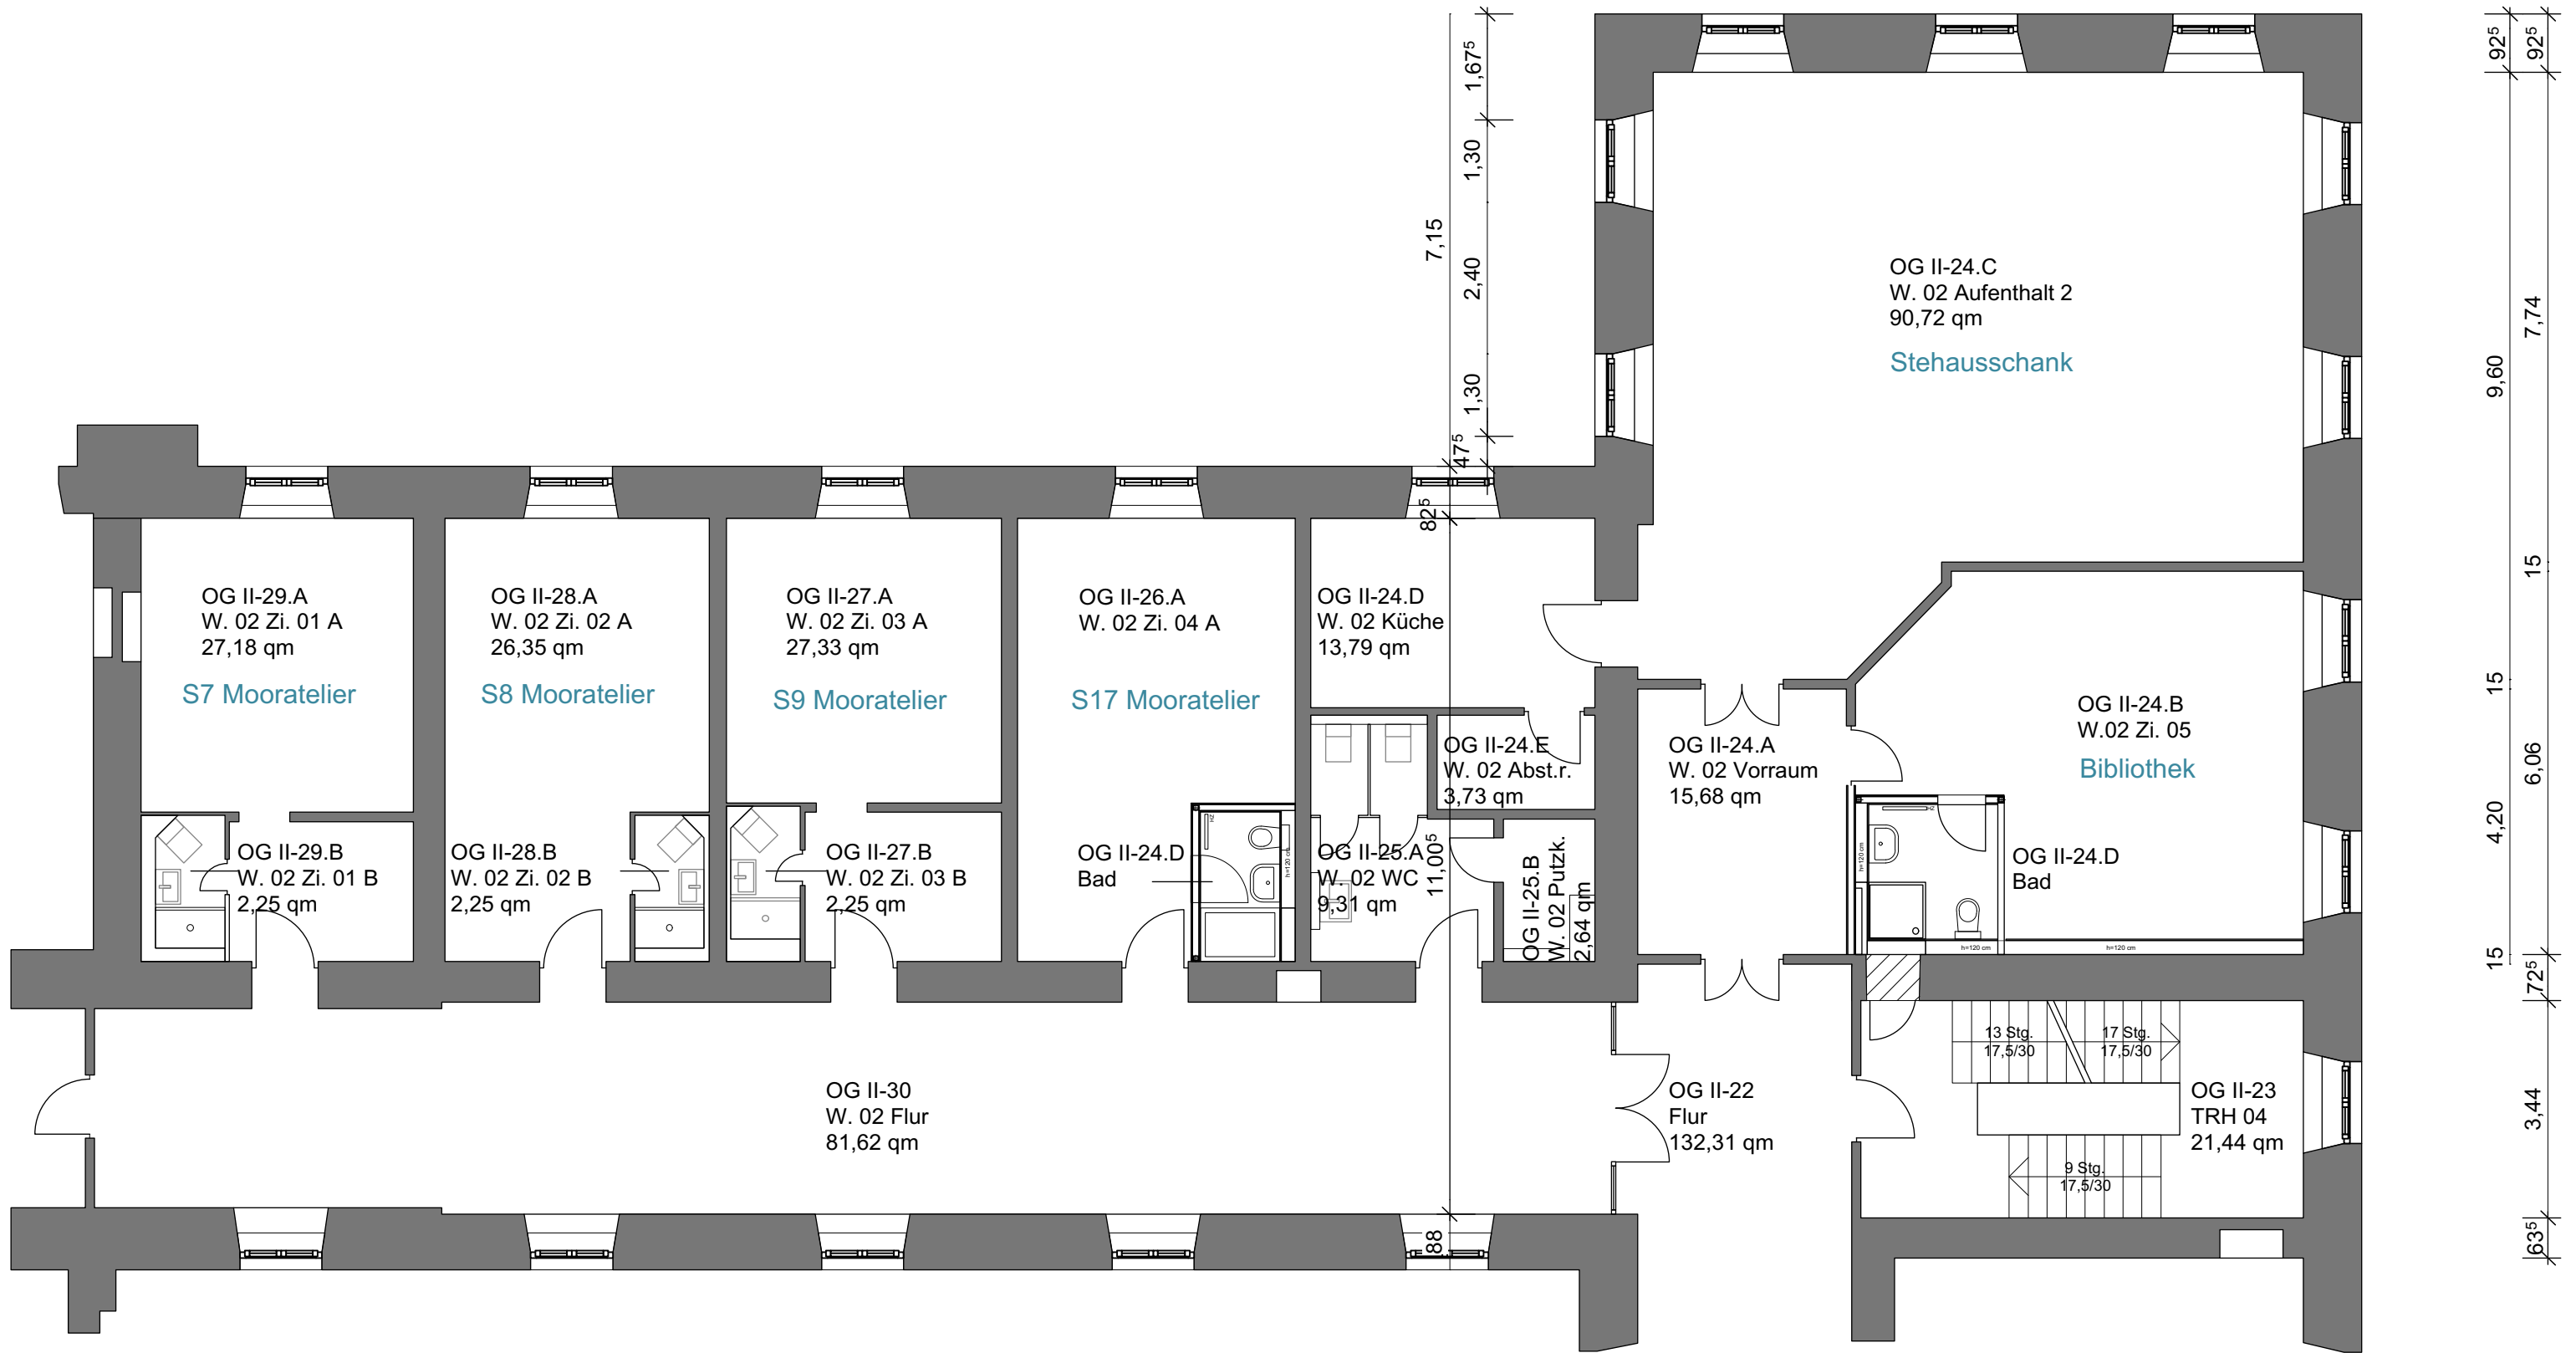 OG II-24.C
W. 02 Aufenthalt 2
90,72 qm
Stehausschank
OG II-29.A
W. 02 Zi. 01 A
27,18 qm
S7 Mooratelier
OG II-28.A
W. 02 Zi. 02 A
26,35 qm
S8 Mooratelier
OG II-27.A
W. 02 Zi. 03 A
27,33 qm
S9 Mooratelier
OG II-26.A
W. 02 Zi. 04 A
S17 Mooratelier
OG II-24.D
W. 02 Küche
13,79 qm
OG II-24.E
W. 02 Abst.r.
3,73 qm
OG II-24.A
W. 02 Vorraum
15,68 qm
OG II-24.B
W.02 Zi. 05
Bibliothek
OG II-29.B
W. 02 Zi. 01 B
2,25 qm
OG II-28.B
W. 02 Zi. 02 B
2,25 qm
OG II-27.B
W. 02 Zi. 03 B
2,25 qm
OG II-24.D
Bad
HZ
h=120 cm
OG II-25.A
W. 02 WC
9,31 qm
OG II-25.B
W. 02 Putzk.
2,64 qm
HZ
h=120 cm
OG II-24.D
Bad
h=120 cm
h=120 cm
OG II-30
W. 02 Flur
81,62 qm
OG II-22
Flur
132,31 qm
13 Stg.
17,5/30
17 Stg.
17,5/30
9 Stg.
17,5/30
OG II-23
TRH 04
21,44 qm
7,15
82⁵
11,00⁵
88
1,67⁵
1,30
2,40
1,30
47⁵
92⁵
9,60
15
4,20
15
92⁵
7,74
15
6,06
72⁵
3,44
63⁵